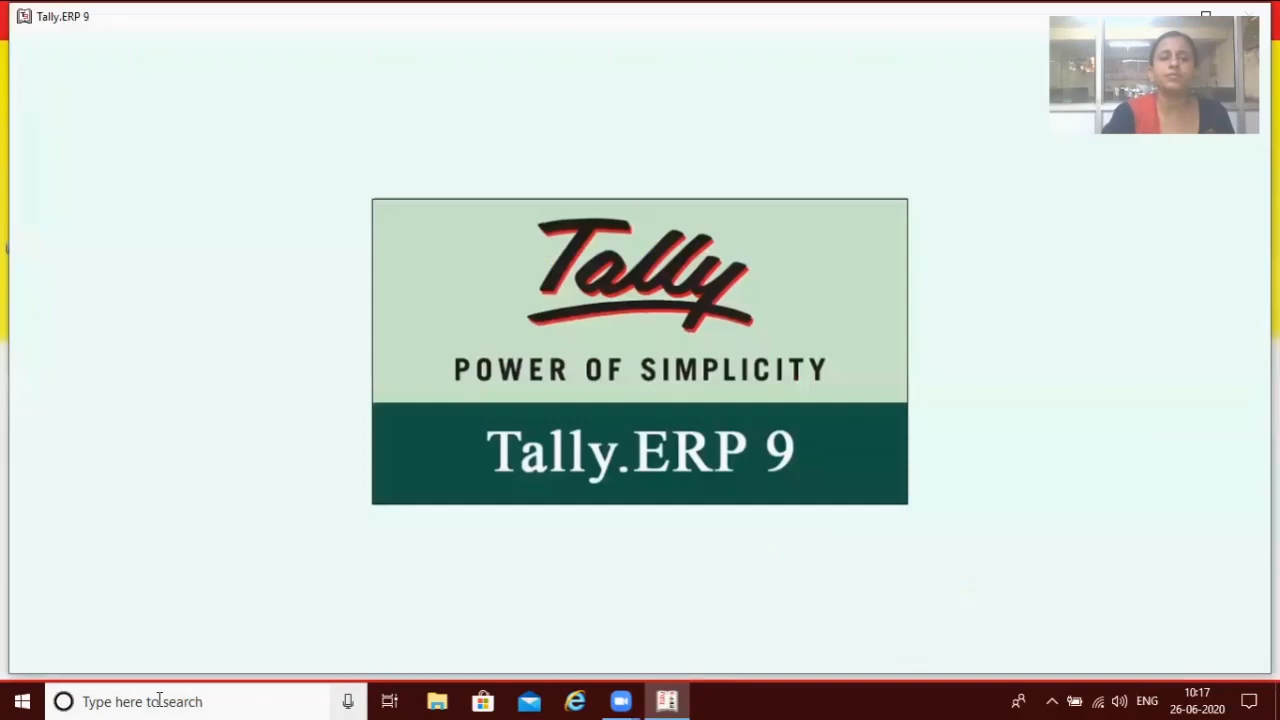 Tally.ERP 9
Tally
POWER OF SIMPLICITY
Tally.ERP 9
Type here to search
ENG
10:17
26-06-2020